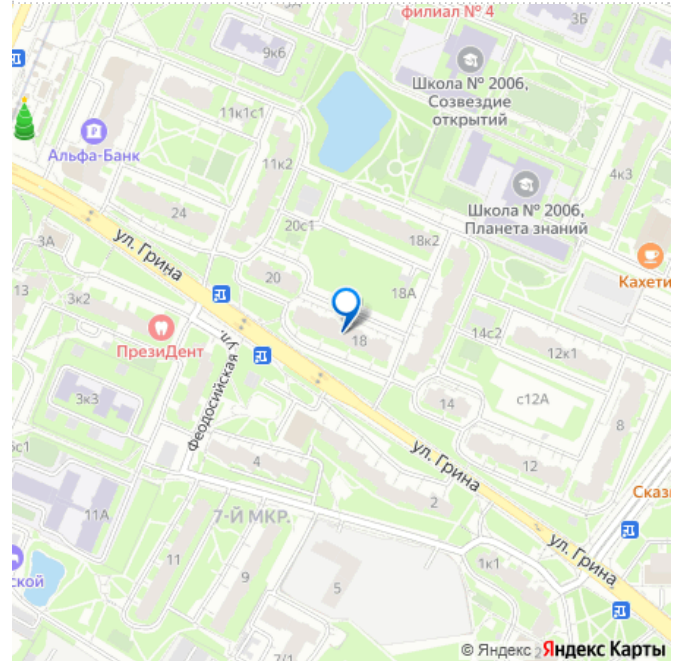 филиал № 4
3Б
9к6
Школа № 2006,
Созвездие
открытий
11к1с1
Альфа-Банк
11к2
4к3
24
20с1
Школа № 2006,
Планета знаний
18к2
ул. Грина
3А
Кахети
20
18А
13
3к2
14с2
ПрезиДент
18
12к1
Феодосийская ул.
3к3
14
с12А
8
ул. Грина
4
12
Сказ
2
11А
7-Й МКР.
ул. Грина
ской
11
9
1к1
5
7/1
© Яндекс 2
Яндекс Карты